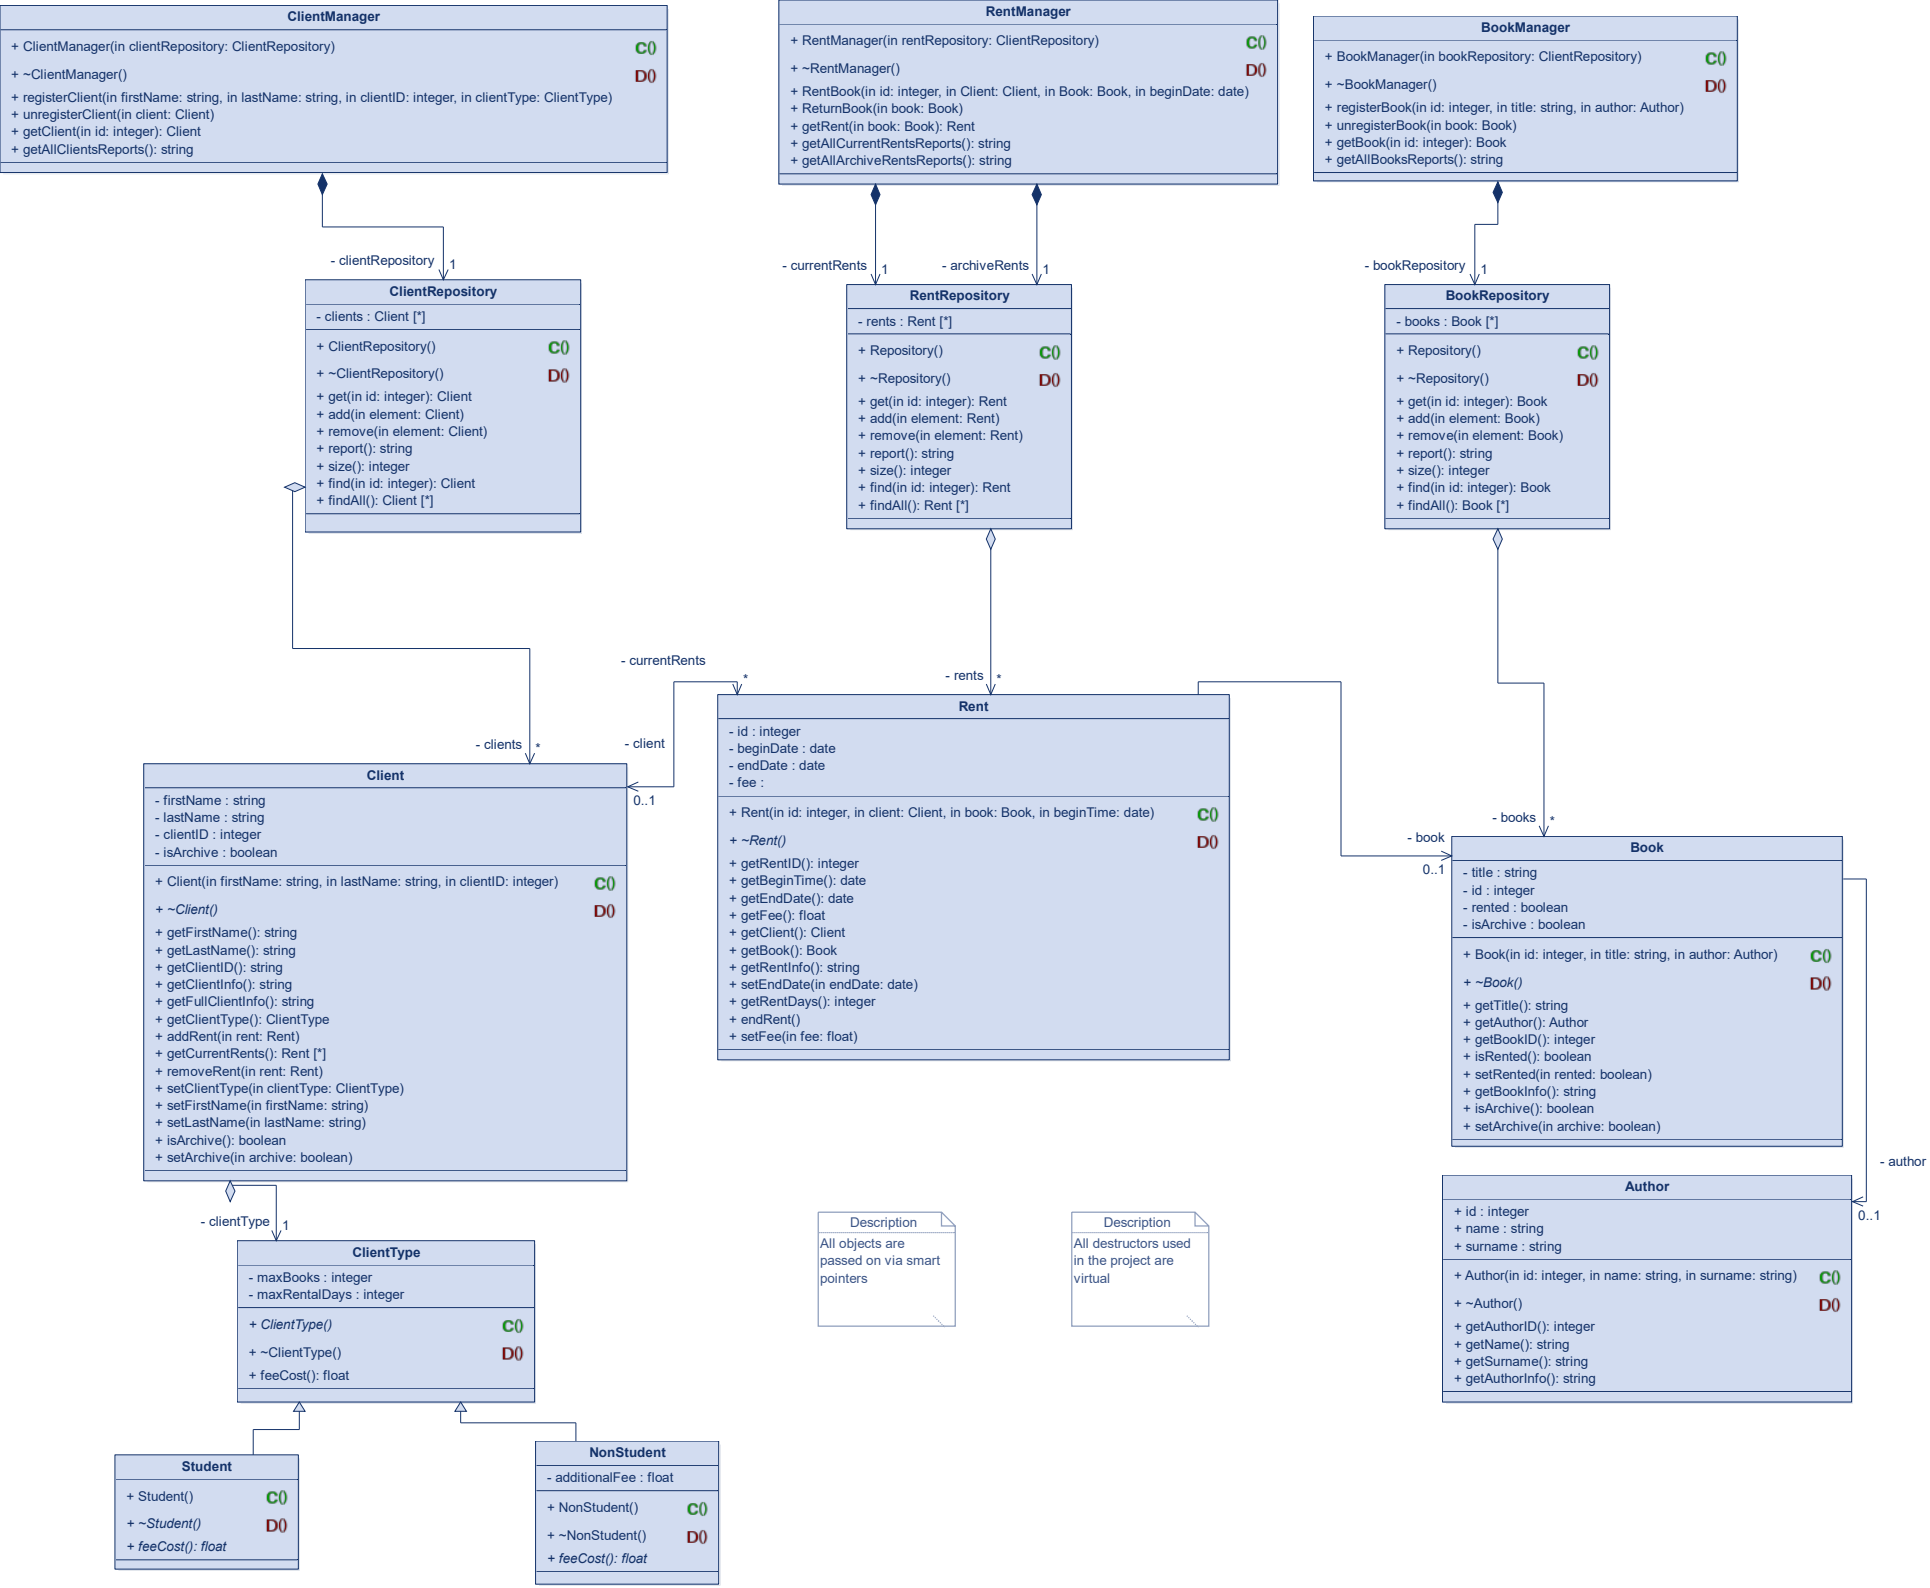 ClientManager
+ ClientManager(in clientRepository: ClientRepository) C()
+ ~ClientManager() D()
+ registerClient(in firstName: string, in lastName: string, in clientID: integer, in clientType: ClientType)
+ unregisterClient(in client: Client)
+ getClient(in id: integer): Client
+ getAllClientsReports(): string
RentManager
+ RentManager(in rentRepository: ClientRepository) C()
+ ~RentManager() D()
+ RentBook(in id: integer, in Client: Client, in Book: Book, in beginDate: date)
+ ReturnBook(in book: Book)
+ getRent(in book: Book): Rent
+ getAllCurrentRentsReports(): string
+ getAllArchiveRentsReports(): string
BookManager
+ BookManager(in bookRepository: ClientRepository) C()
+ ~BookManager() D()
+ registerBook(in id: integer, in title: string, in author: Author)
+ unregisterBook(in book: Book)
+ getBook(in id: integer): Book
+ getAllBooksReports(): string
- clientRepository 1
- currentRents 1
- archiveRents 1
- bookRepository 1
ClientRepository
- clients : Client [*]
+ ClientRepository() C()
+ ~ClientRepository() D()
+ get(in id: integer): Client
+ add(in element: Client)
+ remove(in element: Client)
+ report(): string
+ size(): integer
+ find(in id: integer): Client
+ findAll(): Client [*]
RentRepository
- rents : Rent [*]
+ Repository() C()
+ ~Repository() D()
+ get(in id: integer): Rent
+ add(in element: Rent)
+ remove(in element: Rent)
+ report(): string
+ size(): integer
+ find(in id: integer): Rent
+ findAll(): Rent [*]
BookRepository
- books : Book [*]
+ Repository() C()
+ ~Repository() D()
+ get(in id: integer): Book
+ add(in element: Book)
+ remove(in element: Book)
+ report(): string
+ size(): integer
+ find(in id: integer): Book
+ findAll(): Book [*]
- currentRents *
- rents *
- clients *
- client
0..1
- books *
- book
0..1
Client
- firstName : string
- lastName : string
- clientID : integer
- isArchive : boolean
+ Client(in firstName: string, in lastName: string, in clientID: integer) C()
+ ~Client() D()
+ getFirstName(): string
+ getLastName(): string
+ getClientID(): string
+ getClientInfo(): string
+ getFullClientInfo(): string
+ getClientType(): ClientType
+ addRent(in rent: Rent)
+ getCurrentRents(): Rent [*]
+ removeRent(in rent: Rent)
+ setClientType(in clientType: ClientType)
+ setFirstName(in firstName: string)
+ setLastName(in lastName: string)
+ isArchive(): boolean
+ setArchive(in archive: boolean)
Rent
- id : integer
- beginDate : date
- endDate : date
- fee :
+ Rent(in id: integer, in client: Client, in book: Book, in beginTime: date) C()
+ ~Rent() D()
+ getRentID(): integer
+ getBeginTime(): date
+ getEndDate(): date
+ getFee(): float
+ getClient(): Client
+ getBook(): Book
+ getRentInfo(): string
+ setEndDate(in endDate: date)
+ getRentDays(): integer
+ endRent()
+ setFee(in fee: float)
Book
- title : string
- id : integer
- rented : boolean
- isArchive : boolean
+ Book(in id: integer, in title: string, in author: Author) C()
+ ~Book() D()
+ getTitle(): string
+ getAuthor(): Author
+ getBookID(): integer
+ isRented(): boolean
+ setRented(in rented: boolean)
+ getBookInfo(): string
+ isArchive(): boolean
+ setArchive(in archive: boolean)
- author
0..1
Author
+ id : integer
+ name : string
+ surname : string
+ Author(in id: integer, in name: string, in surname: string) C()
+ ~Author() D()
+ getAuthorID(): integer
+ getName(): string
+ getSurname(): string
+ getAuthorInfo(): string
- clientType 1
ClientType
- maxBooks : integer
- maxRentalDays : integer
+ ClientType() C()
+ ~ClientType() D()
+ feeCost(): float
Description
All objects are
passed on via smart
pointers
Description
All destructors used
in the project are
virtual
Student
+ Student() C()
+ ~Student() D()
+ feeCost(): float
NonStudent
- additionalFee : float
+ NonStudent() C()
+ ~NonStudent() D()
+ feeCost(): float